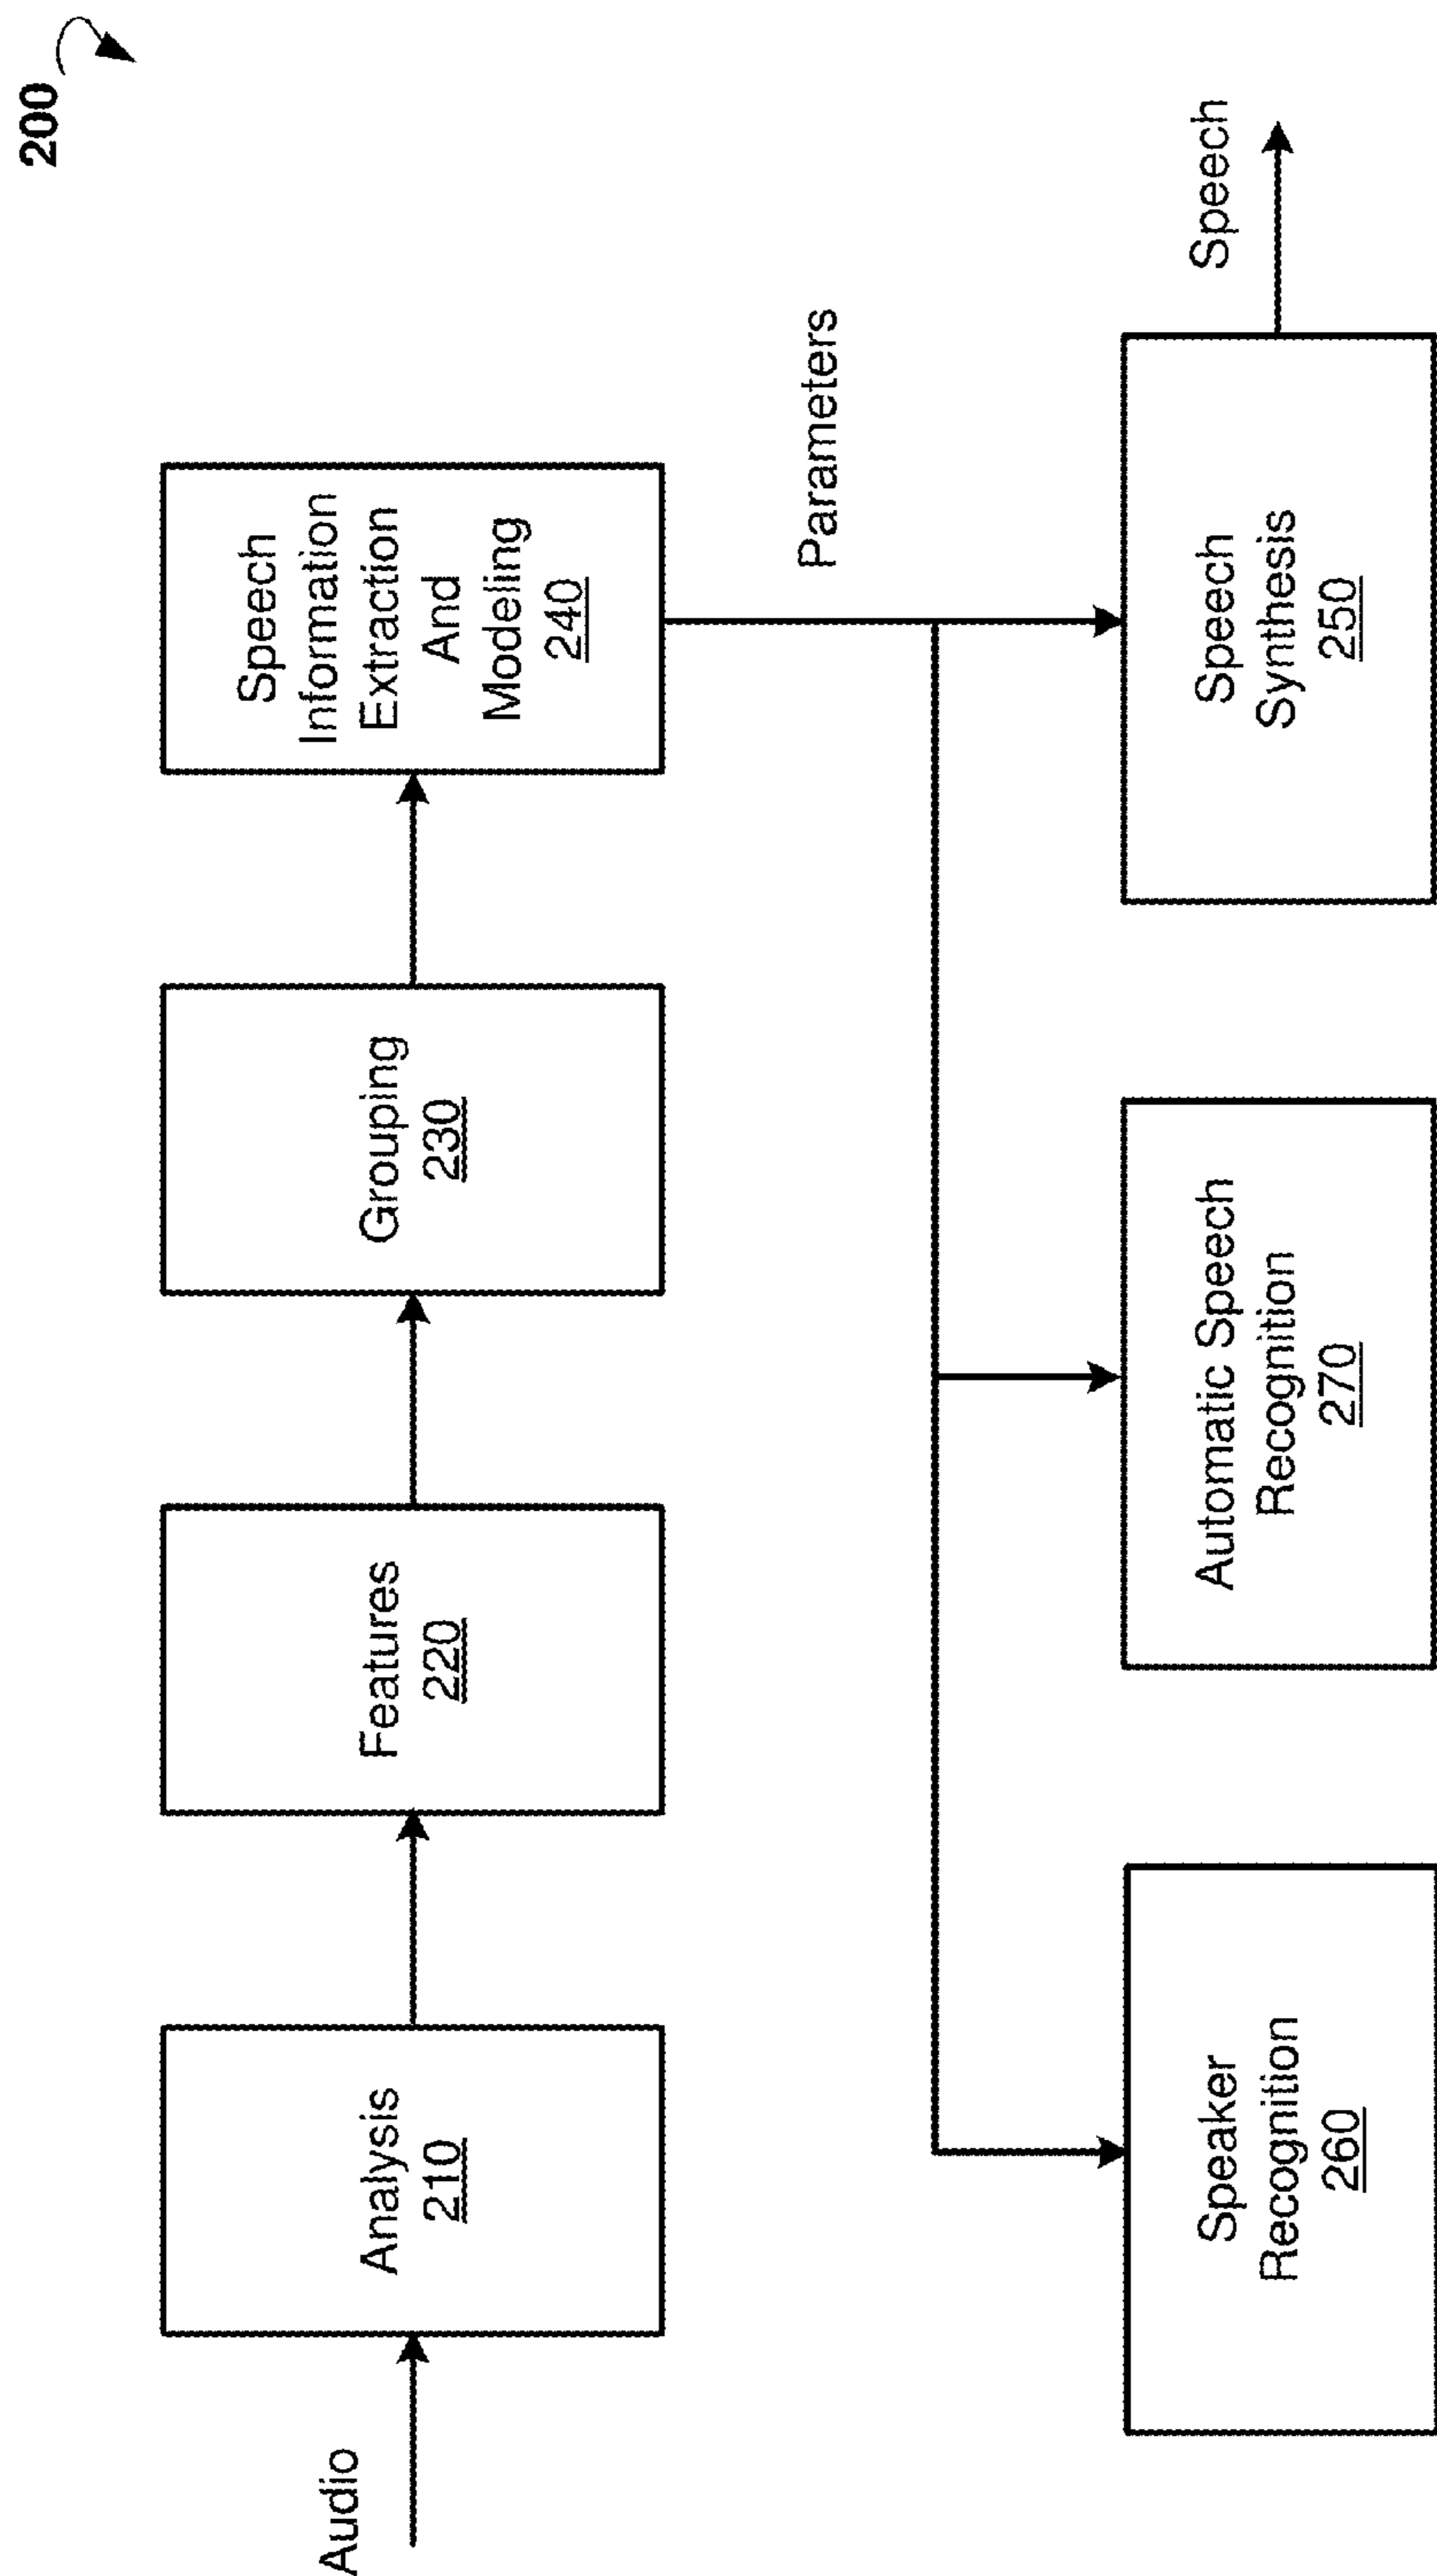 200
Audio
Analysis
210
Features
220
Grouping
230
Speech
Information
Extraction
And
Modeling
240
Parameters
Speaker
Recognition
260
Automatic Speech
Recognition
270
Speech
Synthesis
250
Speech